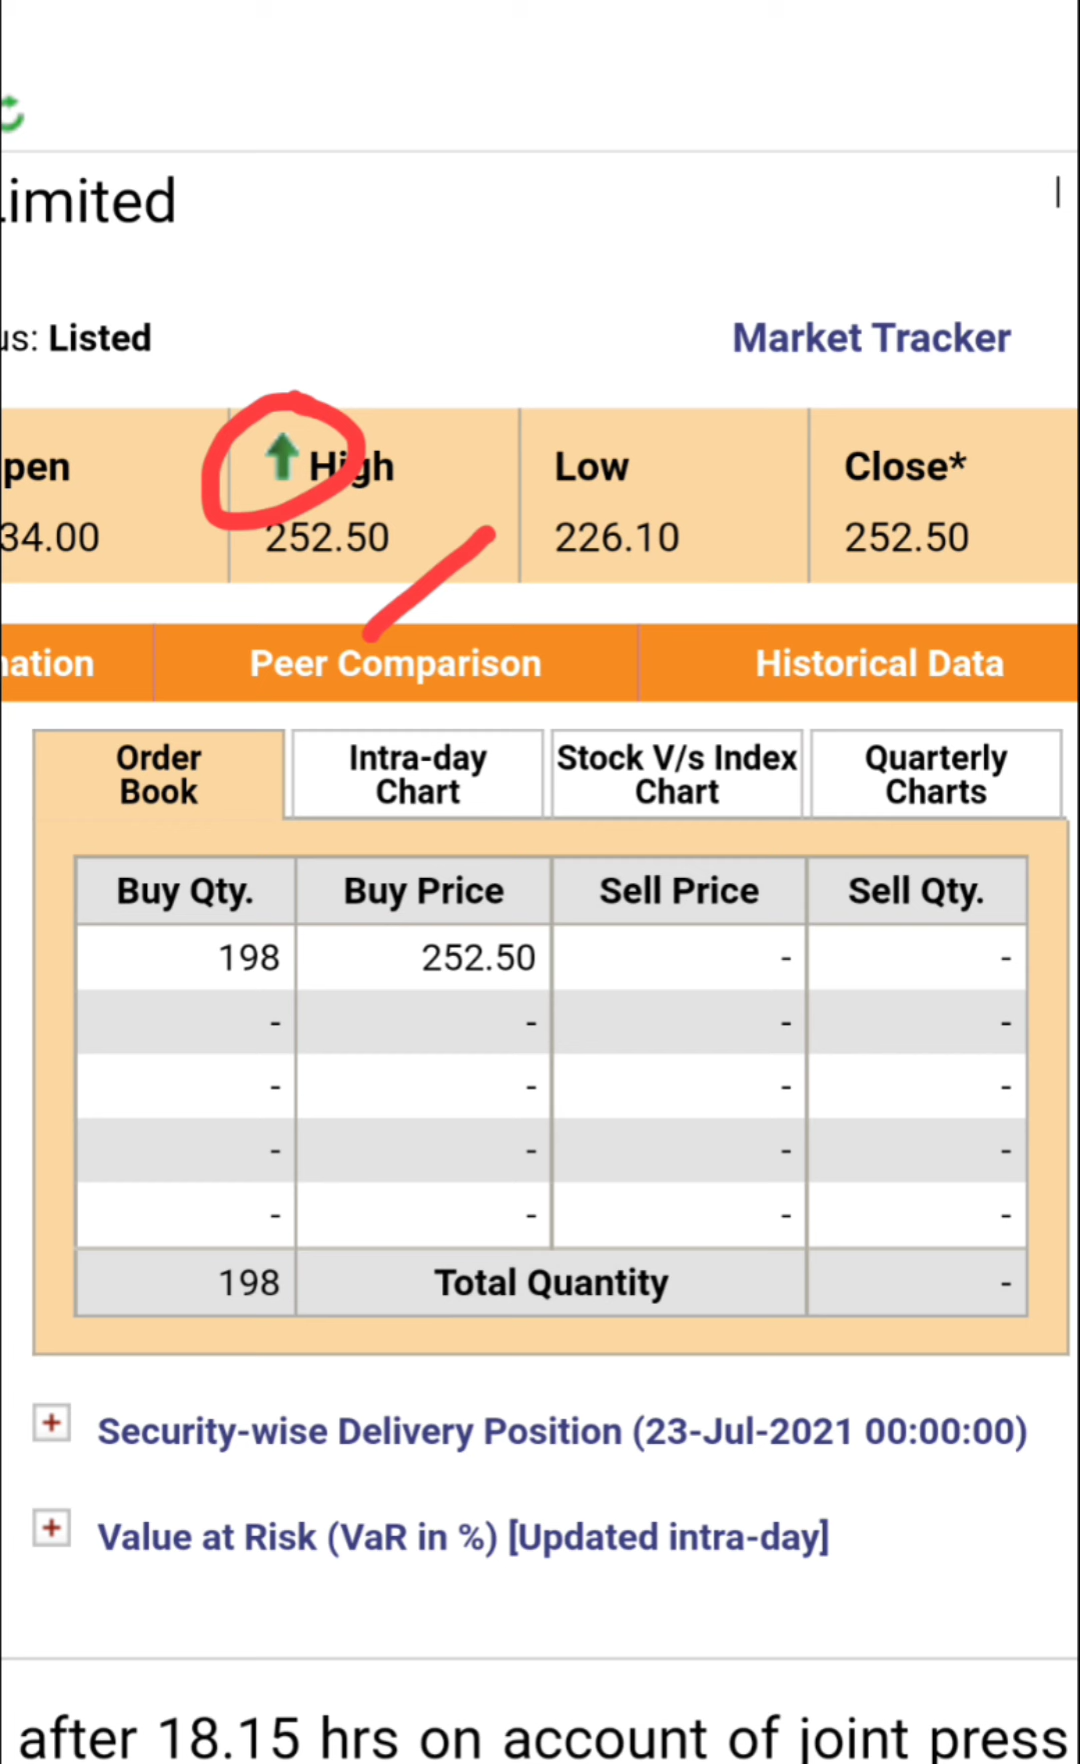 Limited |
us: Listed Market Tracker
pen High Low Close*
34.00 252.50 226.10 252.50
nation Peer Comparison Historical Data
Order Intra-day Stock V/s Index Quarterly
Book Chart Chart Charts
Buy Qty. Buy Price Sell Price Sell Qty.
198 252.50 - -
- - - -
- - - -
- - - -
- - - -
198 Total Quantity -
Security-wise Delivery Position (23-Jul-2021 00:00:00)
Value at Risk (VaR in %) [Updated intra-day]
after 18.15 hrs on account of joint press